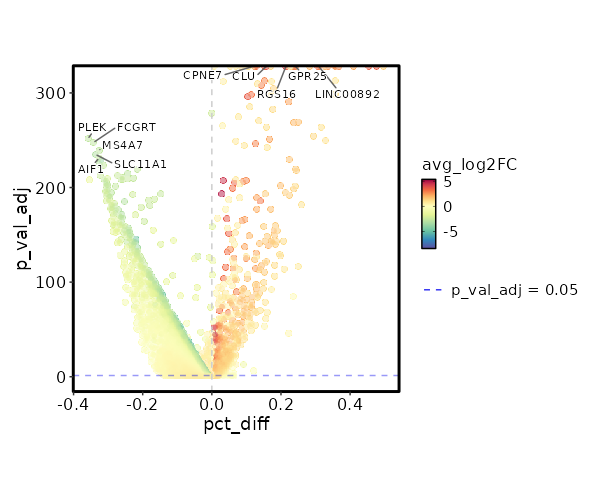 CPNE7 CLU GPR25
RGS16 LINC00892
PLEK FCGRT
MS4A7
AIF1 SLC11A1
300
200
100
0
p_val_adj
-0.4 -0.2 0.0 0.2 0.4
pct_diff
avg_log2FC
5
0
-5
p_val_adj = 0.05